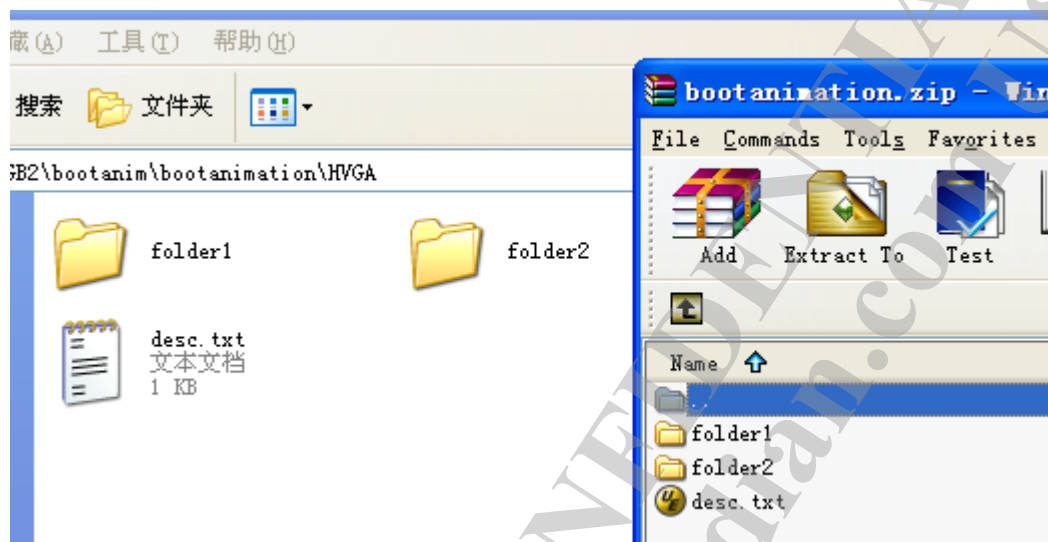 藏(A) 工具(T) 帮助(H)
搜索 文件夹
GB2\bootanim\bootanimation\HVGA
folder1
folder2
desc.txt
文本文档
1 KB
bootanimation.zip - Win
File Commands Tools Favorites
Add Extract To Test
Name
..
folder1
folder2
desc.txt